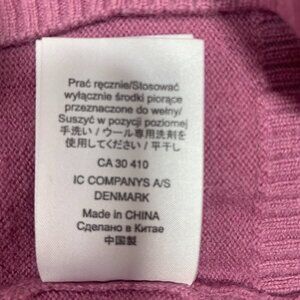 Prać ręcznie/Stosować
wyłącznie środki piorące
przeznaczone do wełny/
Suszyć w pozycji poziomej
手洗い / ウール専用洗剤を
使用してください / 平干し
CA 30 410
IC COMPANYS A/S
DENMARK
Made in CHINA
Сделано в Китае
中国製